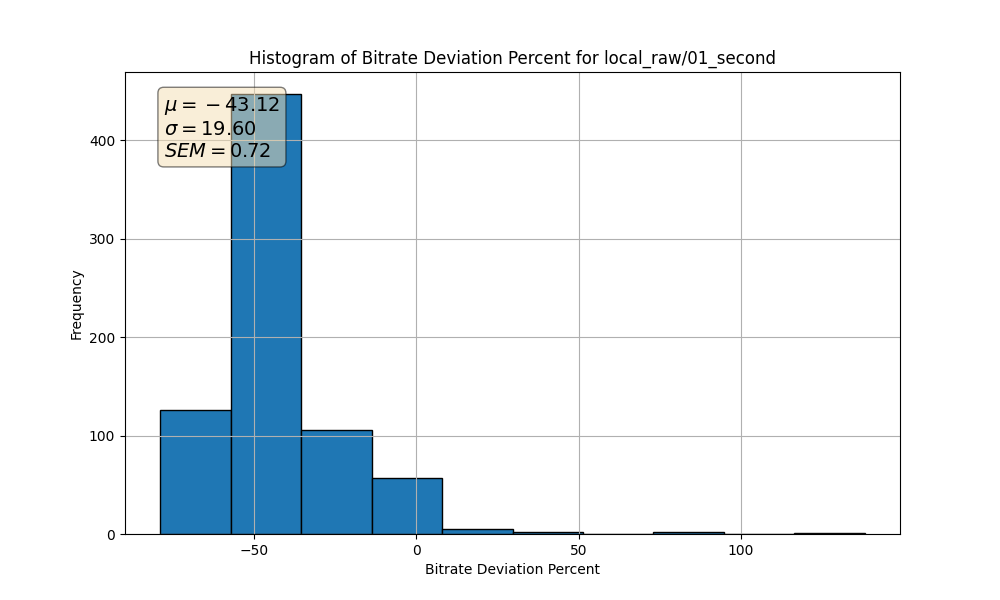 Histogram of Bitrate Deviation Percent for local_raw/01_second
μ = −43.12
σ = 19.60
SEM = 0.72
400
300
200
100
0
Frequency
−50
0
50
100
Bitrate Deviation Percent